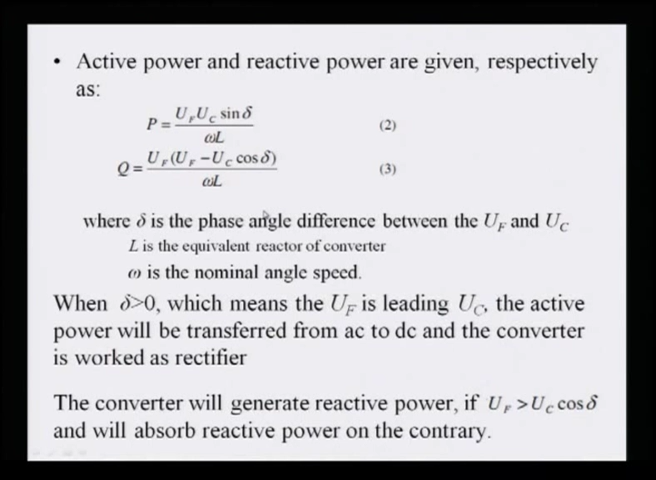 • Active power and reactive power are given, respectively
as:
P = U_F U_C sin δ / ωL (2)
Q = U_F (U_F − U_C cos δ) / ωL (3)
where δ is the phase angle difference between the U_F and U_C
L is the equivalent reactor of converter
ω is the nominal angle speed.
When δ>0, which means the U_F is leading U_C, the active
power will be transferred from ac to dc and the converter
is worked as rectifier
The converter will generate reactive power, if U_F > U_C cos δ
and will absorb reactive power on the contrary.